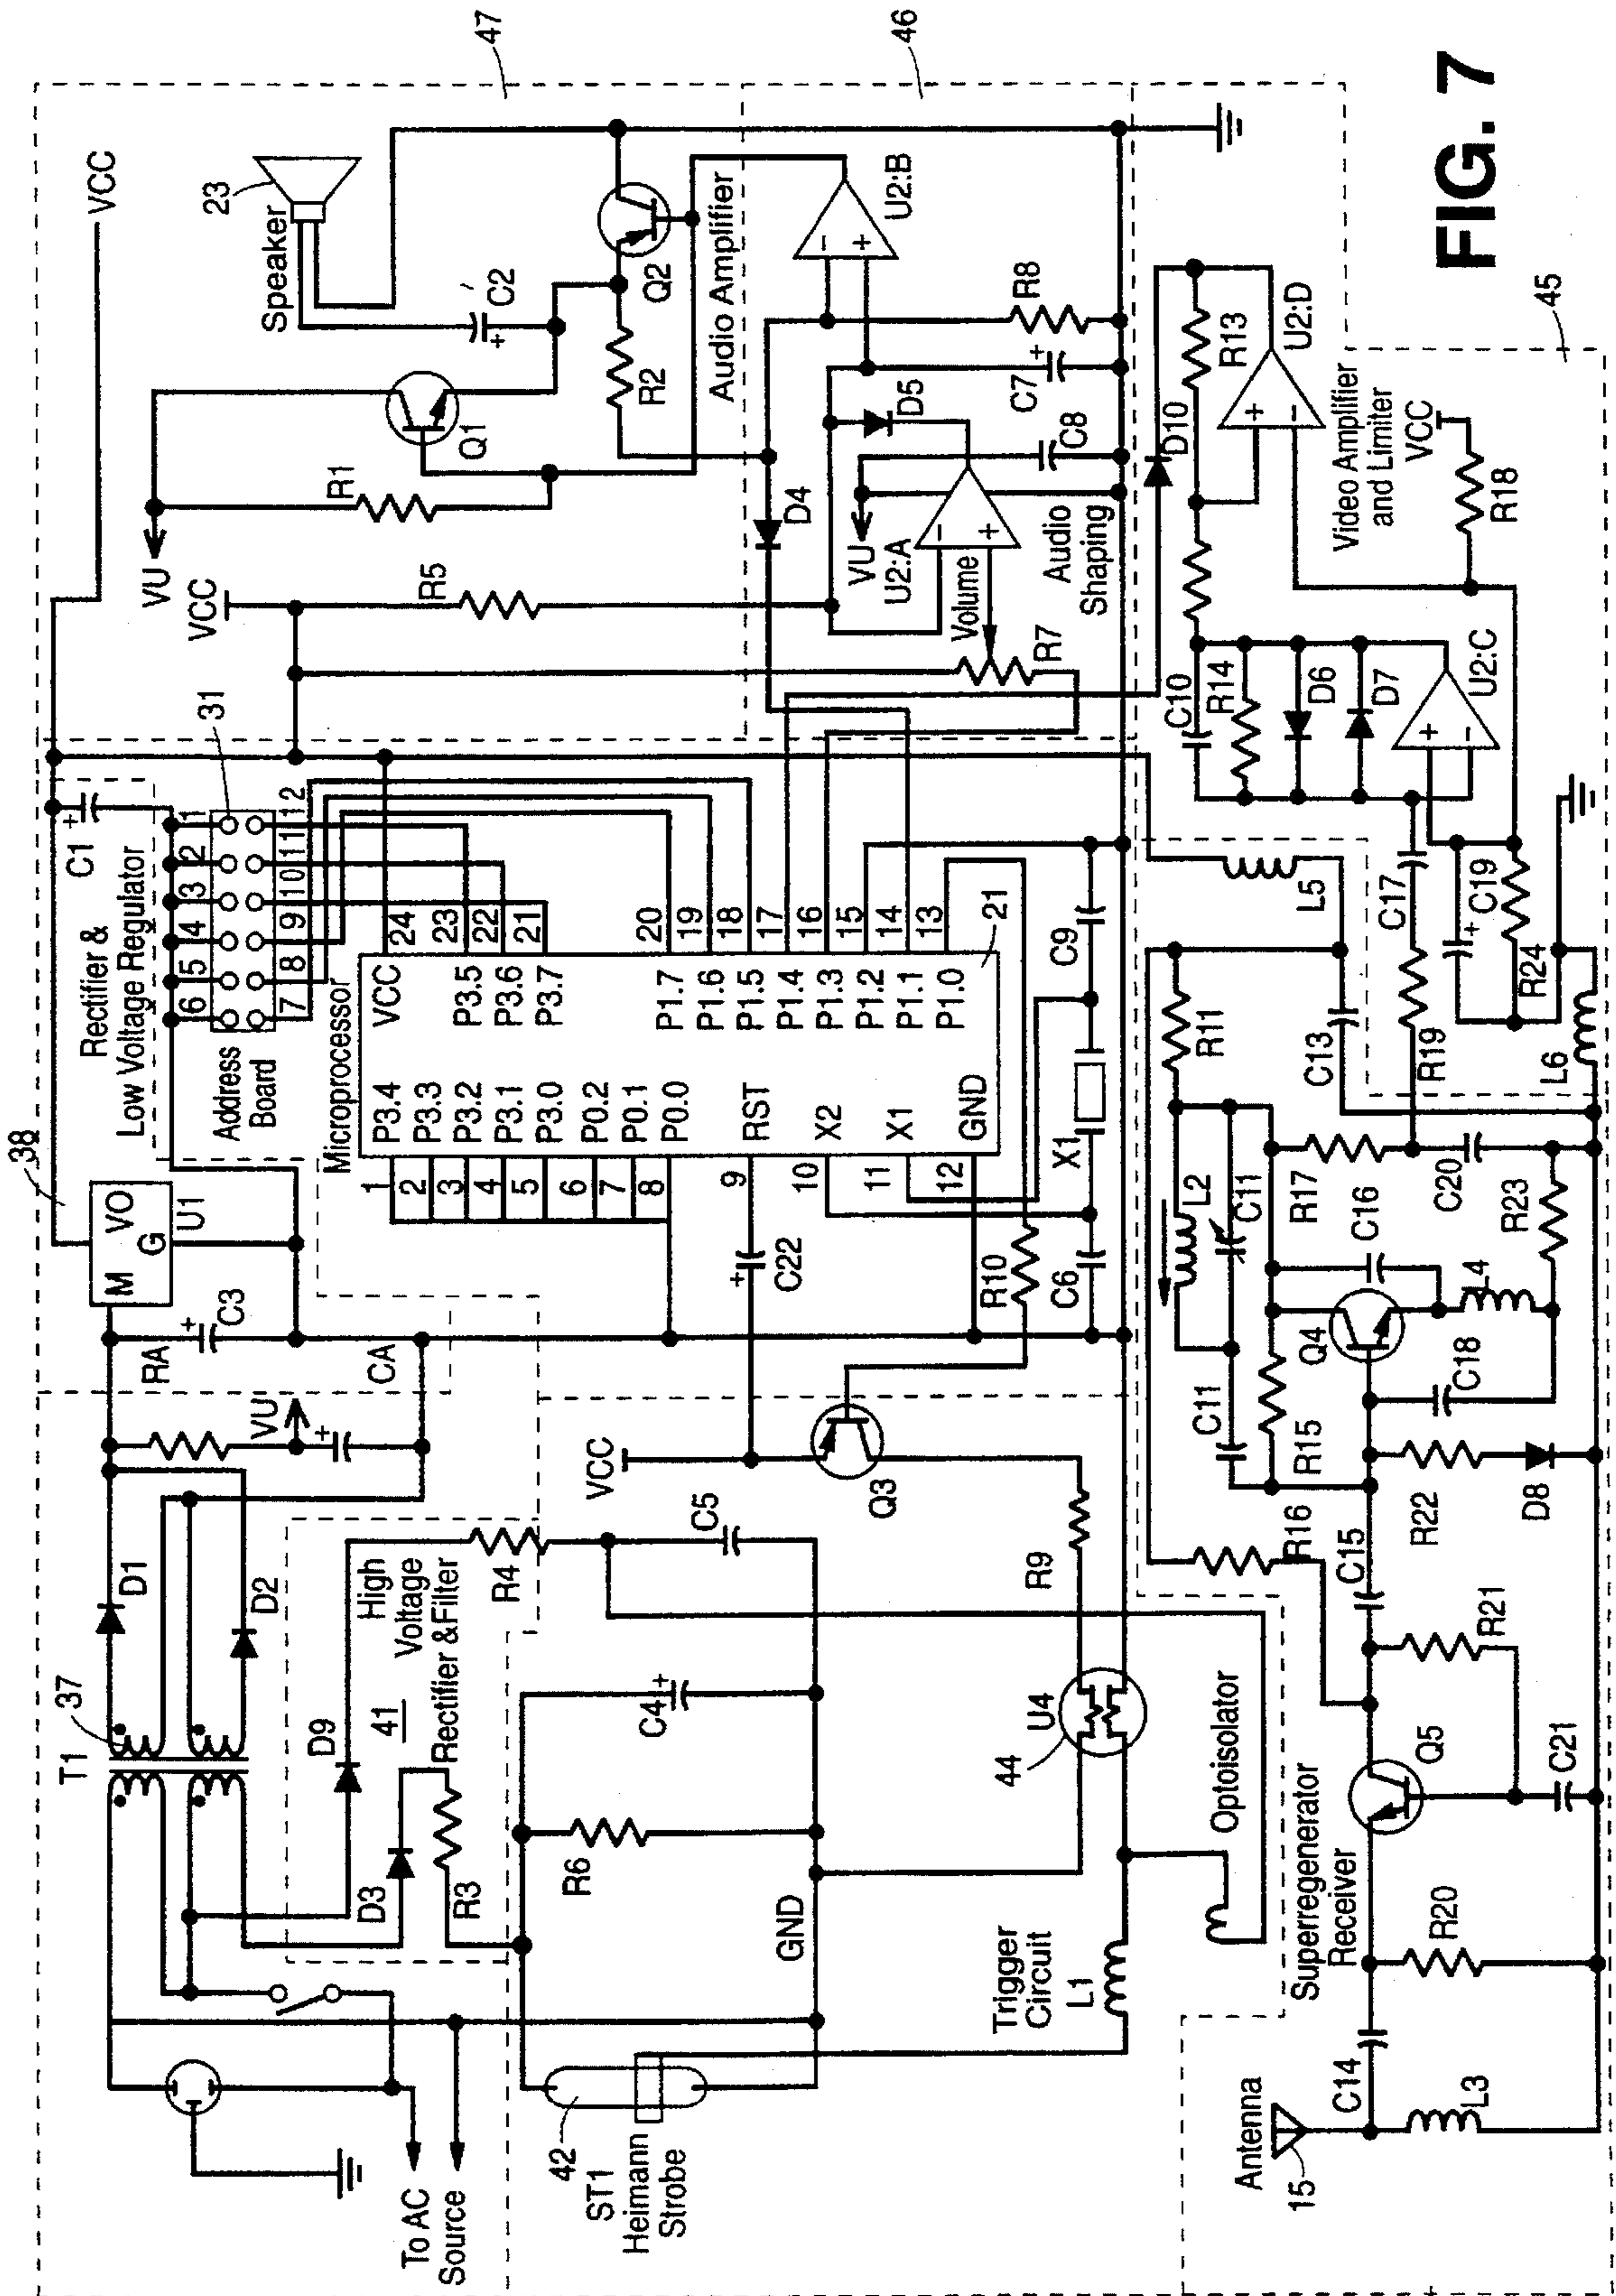 FIG. 7
47
46
45
38
VCC
Speaker
23
C2
Q2
Q1
R1
R2
VU
VCC
R5
Audio Amplifier
U2:B
R8
C7
+
D5
C8
D4
VU
U2:A
Volume
R7
Audio
Shaping
D10
R13
U2:D
Video Amplifier
and Limiter
VCC
R18
C10
R14
D6
D7
U2:C
C17
C19
R24
R19
L5
L6
C13
R11
L2
C11
R17
C20
C16
R23
L4
Q4
C18
C11
R15
R22
D8
R16
C15
R21
Q5
C21
R20
Superregenerator
Receiver
C14
L3
Antenna
15
Rectifier &
Low Voltage Regulator
C1
31
Address
Board
1
2
3
4
5
6
12
11
10
9
8
7
Microprocessor
21
P3.4
P3.3
P3.2
P3.1
P3.0
P0.2
P0.1
P0.0
RST
X2
X1
GND
1
2
3
4
5
6
7
8
9
10
11
12
VCC
P3.5
P3.6
P3.7
P1.7
P1.6
P1.5
P1.4
P1.3
P1.2
P1.1
P1.0
24
23
22
21
20
19
18
17
16
15
14
13
C9
X1
C6
R10
C22
M VO
G
U1
C3
RA
CA
VU
D1
D2
37
T1
D9
41
High
Voltage
Rectifier &Filter
D3
R3
R4
C5
C4
R6
GND
VCC
Q3
R9
U4
44
Optoisolator
Trigger
Circuit
L1
42
ST1
Heimann
Strobe
To AC
Source